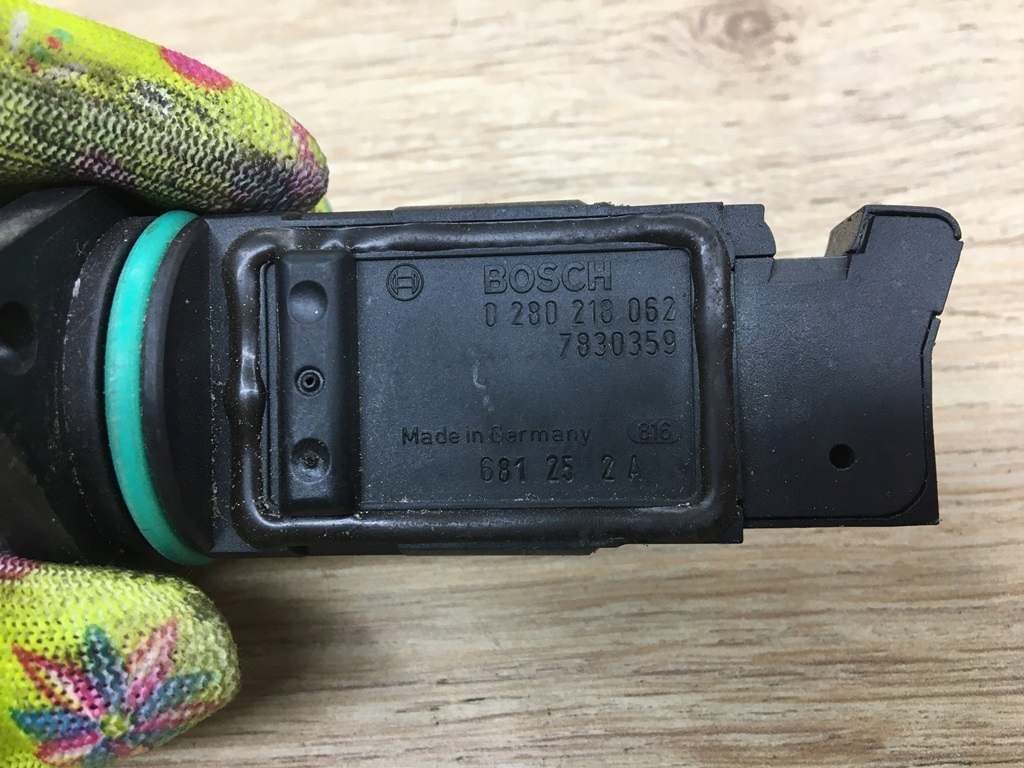 BOSCH
0 280 218 062
7830359
Made in Germany 816
681 25 2 A